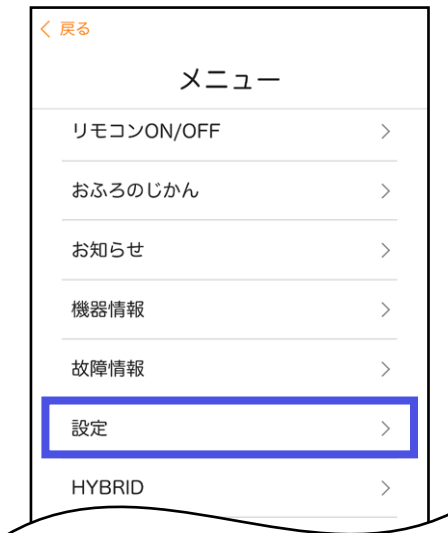 戻る
メニュー
リモコンON/OFF
おふろのじかん
お知らせ
機器情報
故障情報
設定
HYBRID